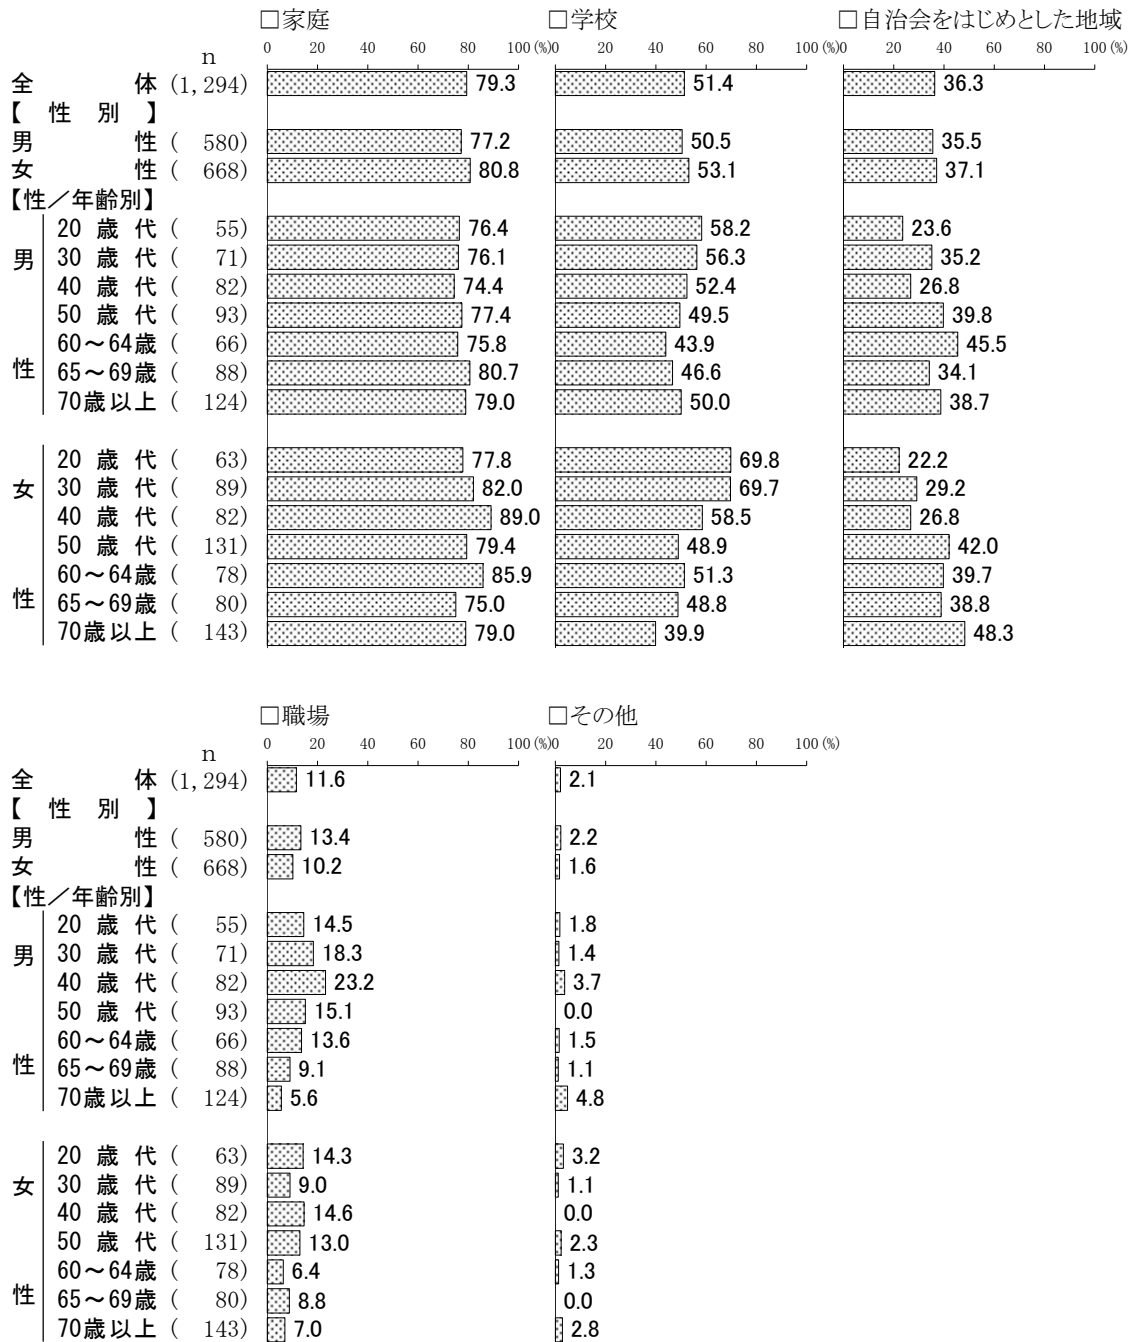 □家庭 □学校 □自治会をはじめとした地域
0 20 40 60 80 100(%) 0 20 40 60 80 100(%) 0 20 40 60 80 100(%)
n
全体 (1,294) 79.3 51.4 36.3
【性別】
男性 ( 580) 77.2 50.5 35.5
女性 ( 668) 80.8 53.1 37.1
【性/年齢別】
男性
20歳代 ( 55) 76.4 58.2 23.6
30歳代 ( 71) 76.1 56.3 35.2
40歳代 ( 82) 74.4 52.4 26.8
50歳代 ( 93) 77.4 49.5 39.8
60~64歳 ( 66) 75.8 43.9 45.5
65~69歳 ( 88) 80.7 46.6 34.1
70歳以上 ( 124) 79.0 50.0 38.7
女性
20歳代 ( 63) 77.8 69.8 22.2
30歳代 ( 89) 82.0 69.7 29.2
40歳代 ( 82) 89.0 58.5 26.8
50歳代 ( 131) 79.4 48.9 42.0
60~64歳 ( 78) 85.9 51.3 39.7
65~69歳 ( 80) 75.0 48.8 38.8
70歳以上 ( 143) 79.0 39.9 48.3
□職場 □その他
0 20 40 60 80 100(%) 0 20 40 60 80 100(%)
n
全体 (1,294) 11.6 2.1
【性別】
男性 ( 580) 13.4 2.2
女性 ( 668) 10.2 1.6
【性/年齢別】
男性
20歳代 ( 55) 14.5 1.8
30歳代 ( 71) 18.3 1.4
40歳代 ( 82) 23.2 3.7
50歳代 ( 93) 15.1 0.0
60~64歳 ( 66) 13.6 1.5
65~69歳 ( 88) 9.1 1.1
70歳以上 ( 124) 5.6 4.8
女性
20歳代 ( 63) 14.3 3.2
30歳代 ( 89) 9.0 1.1
40歳代 ( 82) 14.6 0.0
50歳代 ( 131) 13.0 2.3
60~64歳 ( 78) 6.4 1.3
65~69歳 ( 80) 8.8 0.0
70歳以上 ( 143) 7.0 2.8